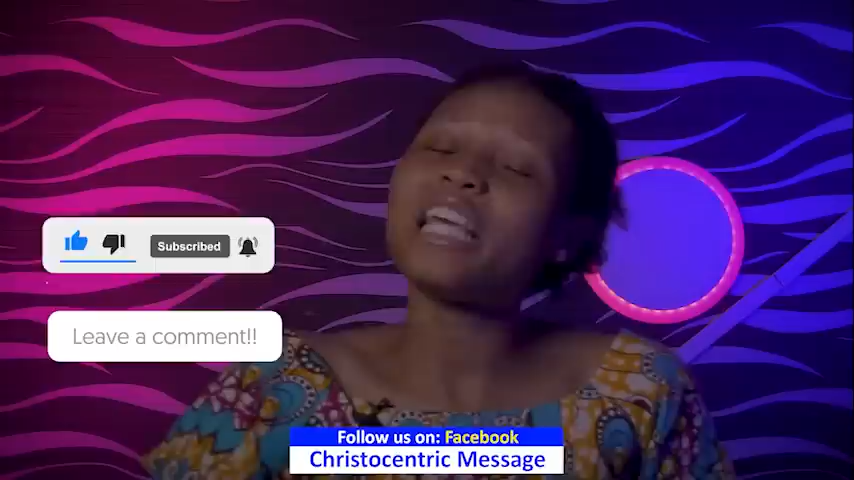 Subscribed
Leave a comment!!
Follow us on: Facebook
Christocentric Message